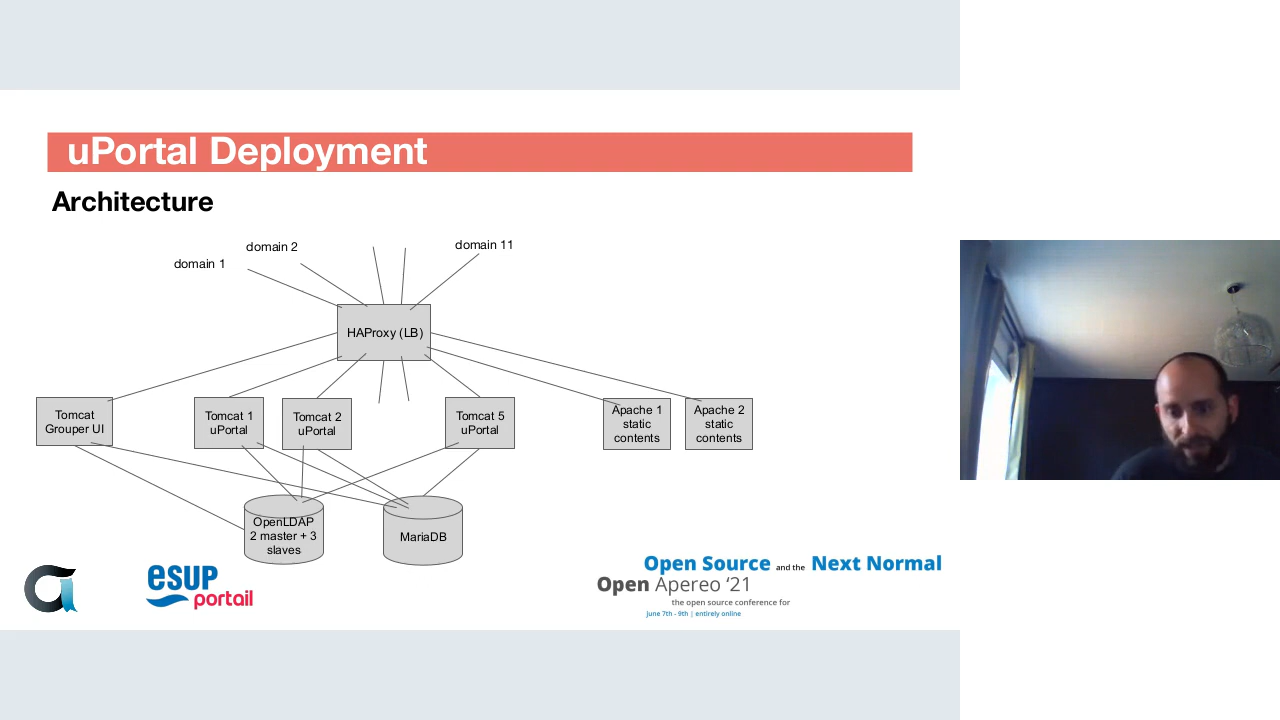 uPortal Deployment
Architecture
domain 1
domain 2
domain 11
HAProxy (LB)
Tomcat
Grouper UI
Tomcat 1
uPortal
Tomcat 2
uPortal
Tomcat 5
uPortal
Apache 1
static
contents
Apache 2
static
contents
OpenLDAP
2 master + 3
slaves
MariaDB
esup
portail
Open Source and the Next Normal
Open Apereo ‘21
the open source conference for
June 7th - 9th | entirely online